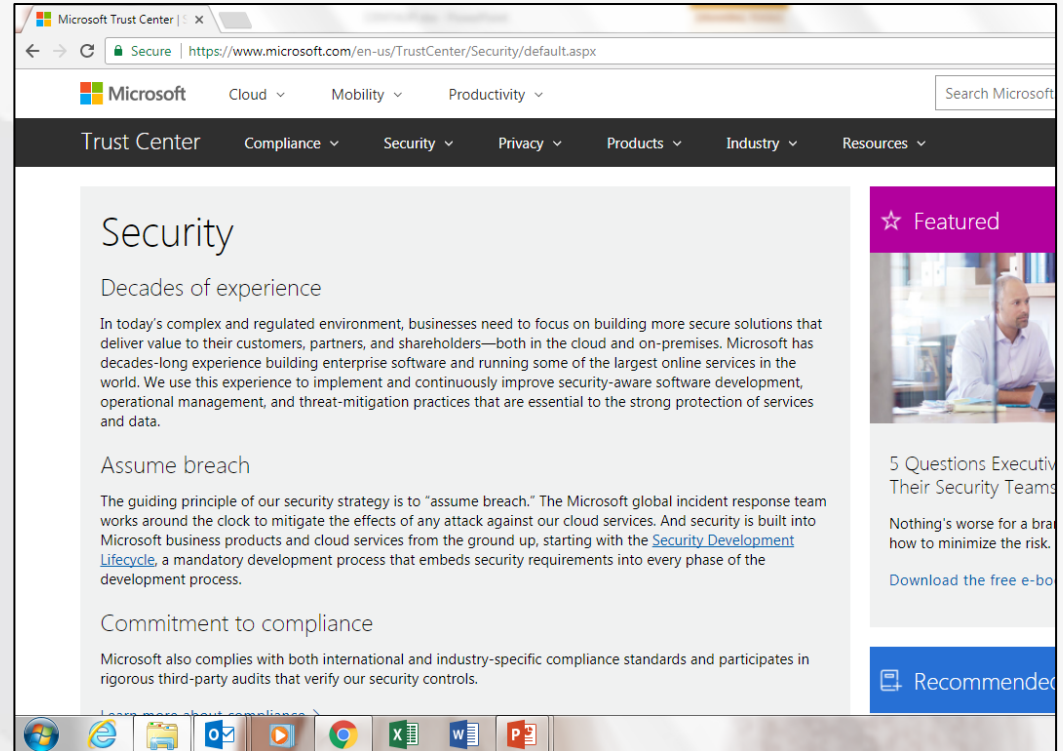 Microsoft Trust Center | S
Secure | https://www.microsoft.com/en-us/TrustCenter/Security/default.aspx
Microsoft Cloud Mobility Productivity Search Microsoft
Trust Center Compliance Security Privacy Products Industry Resources
Security
Decades of experience
In today's complex and regulated environment, businesses need to focus on building more secure solutions that
deliver value to their customers, partners, and shareholders—both in the cloud and on-premises. Microsoft has
decades-long experience building enterprise software and running some of the largest online services in the
world. We use this experience to implement and continuously improve security-aware software development,
operational management, and threat-mitigation practices that are essential to the strong protection of services
and data.
Assume breach
The guiding principle of our security strategy is to “assume breach.” The Microsoft global incident response team
works around the clock to mitigate the effects of any attack against our cloud services. And security is built into
Microsoft business products and cloud services from the ground up, starting with the Security Development
Lifecycle, a mandatory development process that embeds security requirements into every phase of the
development process.
Commitment to compliance
Microsoft also complies with both international and industry-specific compliance standards and participates in
rigorous third-party audits that verify our security controls.
Learn more about compliance >
Featured
5 Questions Executiv
Their Security Teams
Nothing's worse for a bra
how to minimize the risk.
Download the free e-bo
Recommended